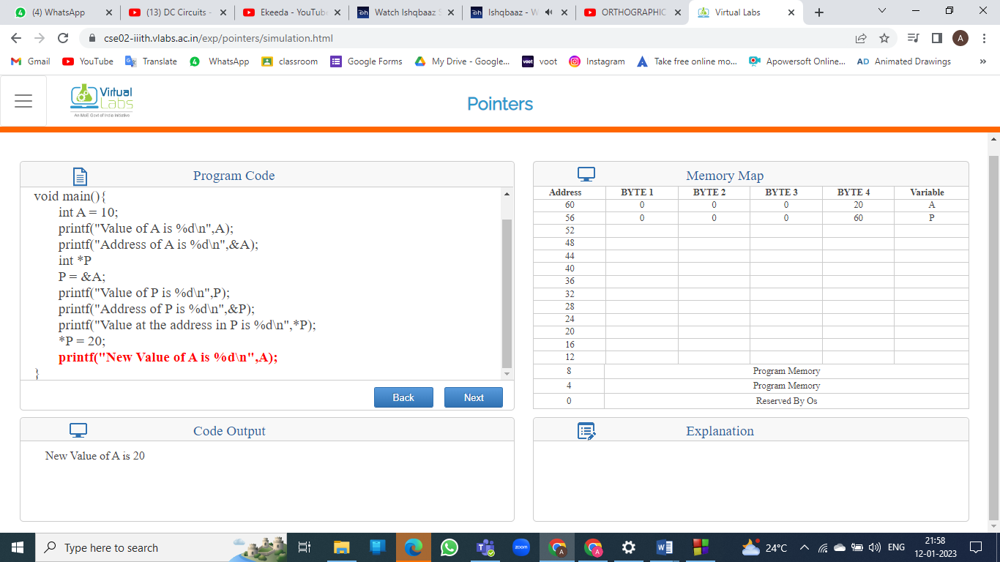 (4) WhatsApp
(13) DC Circuits -
Ekeeda - YouTub
Watch Ishqbaaz S
Ishqbaaz - W
ORTHOGRAPHIC
Virtual Labs
cse02-iiith.vlabs.ac.in/exp/pointers/simulation.html
A
Gmail
YouTube
Translate
WhatsApp
classroom
Google Forms
My Drive - Google...
voot
Instagram
Take free online mo...
Apowersoft Online...
AD Animated Drawings
»
Virtual
Labs
An MoE Govt of India Initiative
Pointers
Program Code
void main(){
int A = 10;
printf("Value of A is %d\n",A);
printf("Address of A is %d\n",&A);
int *P
P = &A;
printf("Value of P is %d\n",P);
printf("Address of P is %d\n",&P);
printf("Value at the address in P is %d\n",*P);
*P = 20;
printf("New Value of A is %d\n",A);
}
Back Next
Memory Map
Address BYTE 1 BYTE 2 BYTE 3 BYTE 4 Variable
60 0 0 0 20 A
56 0 0 0 60 P
52
48
44
40
36
32
28
24
20
16
12
8 Program Memory
4 Program Memory
0 Reserved By Os
Code Output
New Value of A is 20
Explanation
Type here to search
zoom
24°C
ENG
21:58
12-01-2023